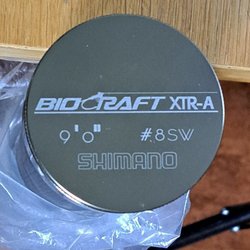 BIOCRAFT XTR-A
9'0" #8SW
SHIMANO